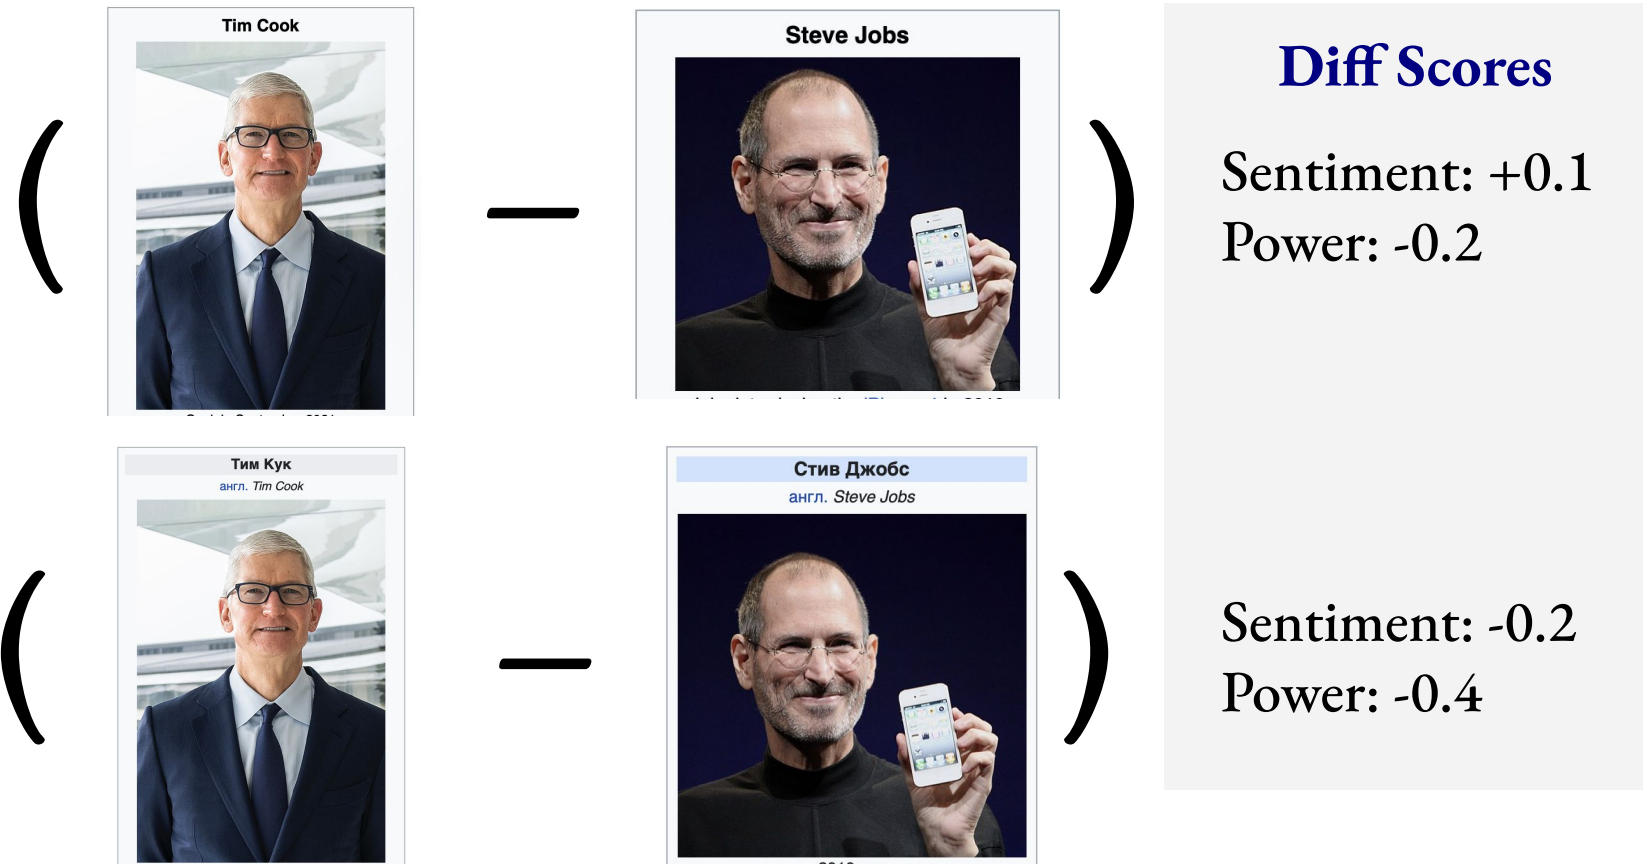 Tim Cook
Steve Jobs
Diff Scores
Sentiment: +0.1
Power: -0.2
Тим Кук
англ. Tim Cook
Стив Джобс
англ. Steve Jobs
Sentiment: -0.2
Power: -0.4